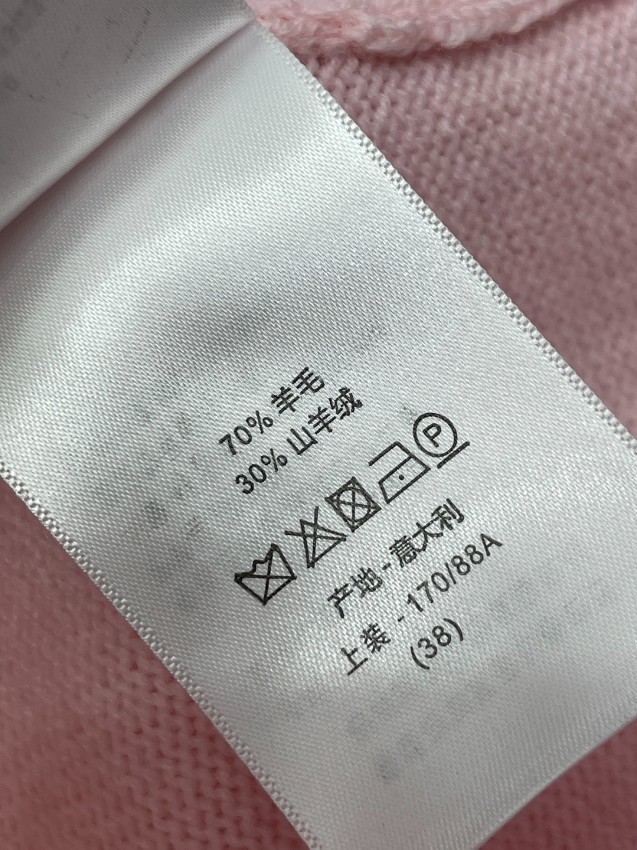 70% 羊毛
30% 山羊绒
P
产地 - 意大利
上装 - 170/88A
(38)